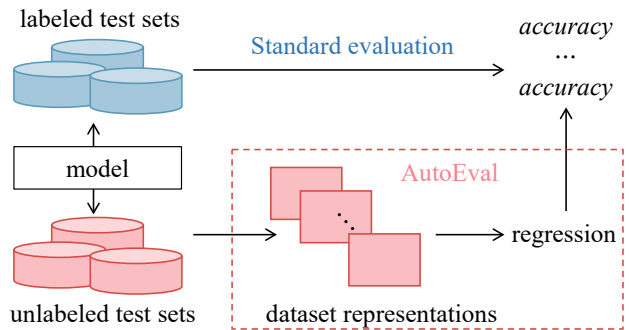 labeled test sets
Standard evaluation
accuracy
...
accuracy
model
AutoEval
regression
unlabeled test sets
dataset representations